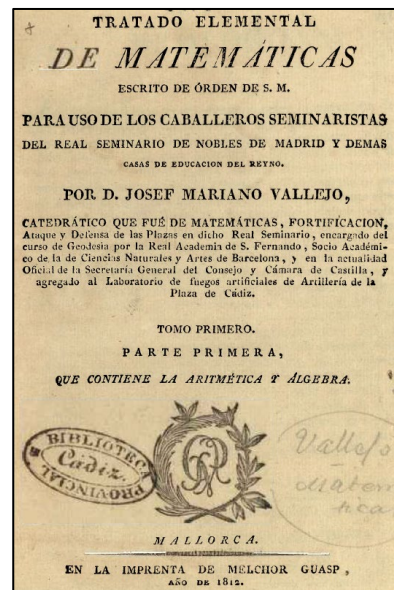 TRATADO ELEMENTAL
DE MATEMÁTICAS
ESCRITO DE ÓRDEN DE S. M.
PARA USO DE LOS CABALLEROS SEMINARISTAS
DEL REAL SEMINARIO DE NOBLES DE MADRID Y DEMAS
CASAS DE EDUCACION DEL REYNO.
POR D. JOSEF MARIANO VALLEJO,
CATEDRÁTICO QUE FUÉ DE MATEMÁTICAS, FORTIFICACION,
Ataque y Defensa de las Plazas en dicho Real Seminario, encargado del
curso de Geodesia por la Real Academia de S. Fernando, Socio Académi-
co de la de Ciencias Naturales y Artes de Barcelona, y en la actualidad
Oficial de la Secretaría General del Consejo y Cámara de Castilla, y
agregado al Laboratorio de fuegos artificiales de Artillería de la
Plaza de Cádiz.
TOMO PRIMERO.
PARTE PRIMERA,
QUE CONTIENE LA ARITMÉTICA Y ÁLGEBRA.
BIBLIOTECA
Cádiz
PROVINCIAL
Vallejo
MALLORCA.
EN LA IMPRENTA DE MELCHOR GUASP,
AÑO DE 1812.